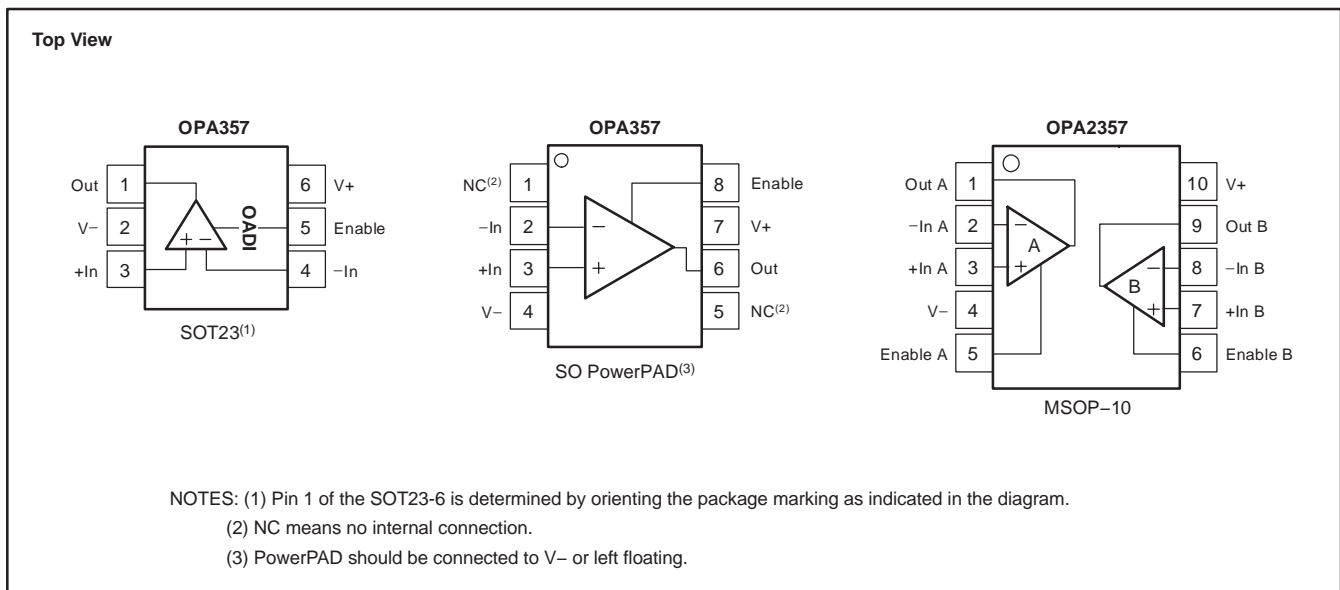 Top View
OPA357
Out 1
V− 2
+In 3
6 V+
5 Enable
4 −In
+ −
OADI
SOT23(1)
OPA357
NC(2) 1
−In 2
+In 3
V− 4
8 Enable
7 V+
6 Out
5 NC(2)
−
+
SO PowerPAD(3)
OPA2357
Out A 1
−In A 2
+In A 3
V− 4
Enable A 5
10 V+
9 Out B
8 −In B
7 +In B
6 Enable B
−
A
+
−
B
+
MSOP−10
NOTES: (1) Pin 1 of the SOT23-6 is determined by orienting the package marking as indicated in the diagram.
(2) NC means no internal connection.
(3) PowerPAD should be connected to V− or left floating.